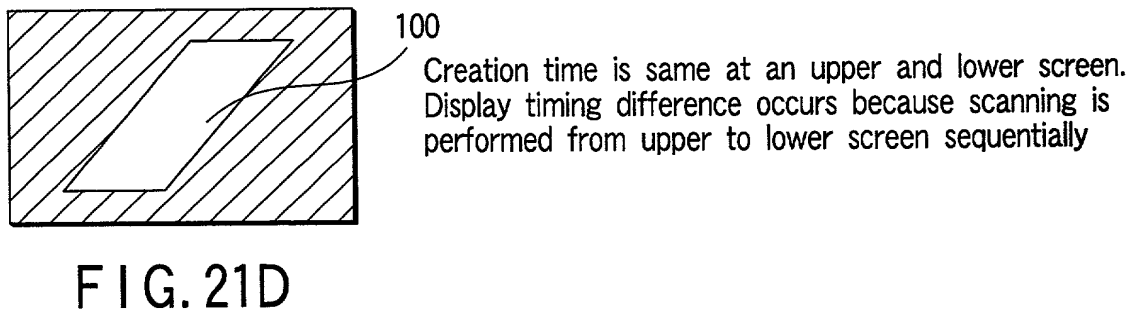 100
Creation time is same at an upper and lower screen.
Display timing difference occurs because scanning is
performed from upper to lower screen sequentially
FIG. 21D